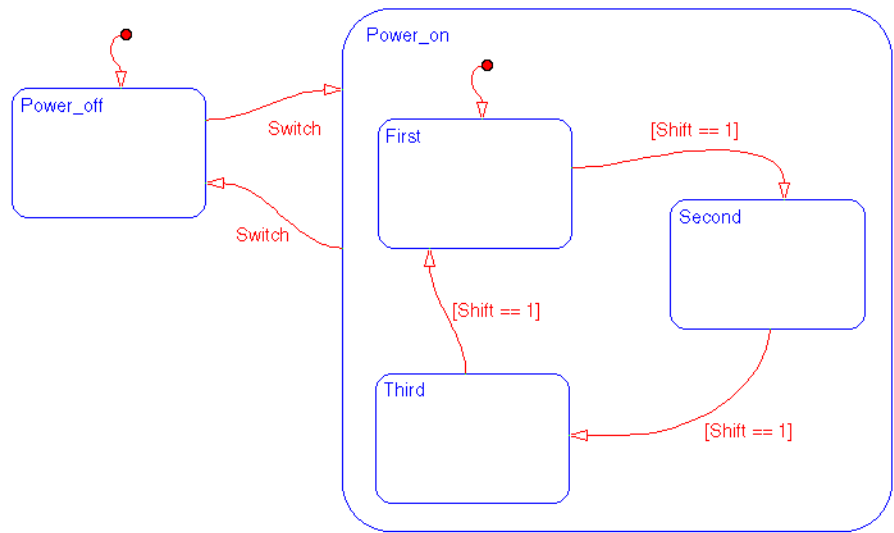 Power_on
Power_off
Switch
First
[Shift == 1]
Second
Switch
[Shift == 1]
Third
[Shift == 1]